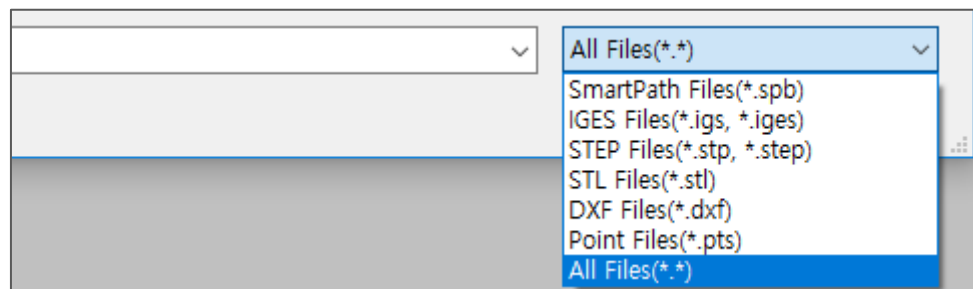 All Files(*.*)
SmartPath Files(*.spb)
IGES Files(*.igs, *.iges)
STEP Files(*.stp, *.step)
STL Files(*.stl)
DXF Files(*.dxf)
Point Files(*.pts)
All Files(*.*)